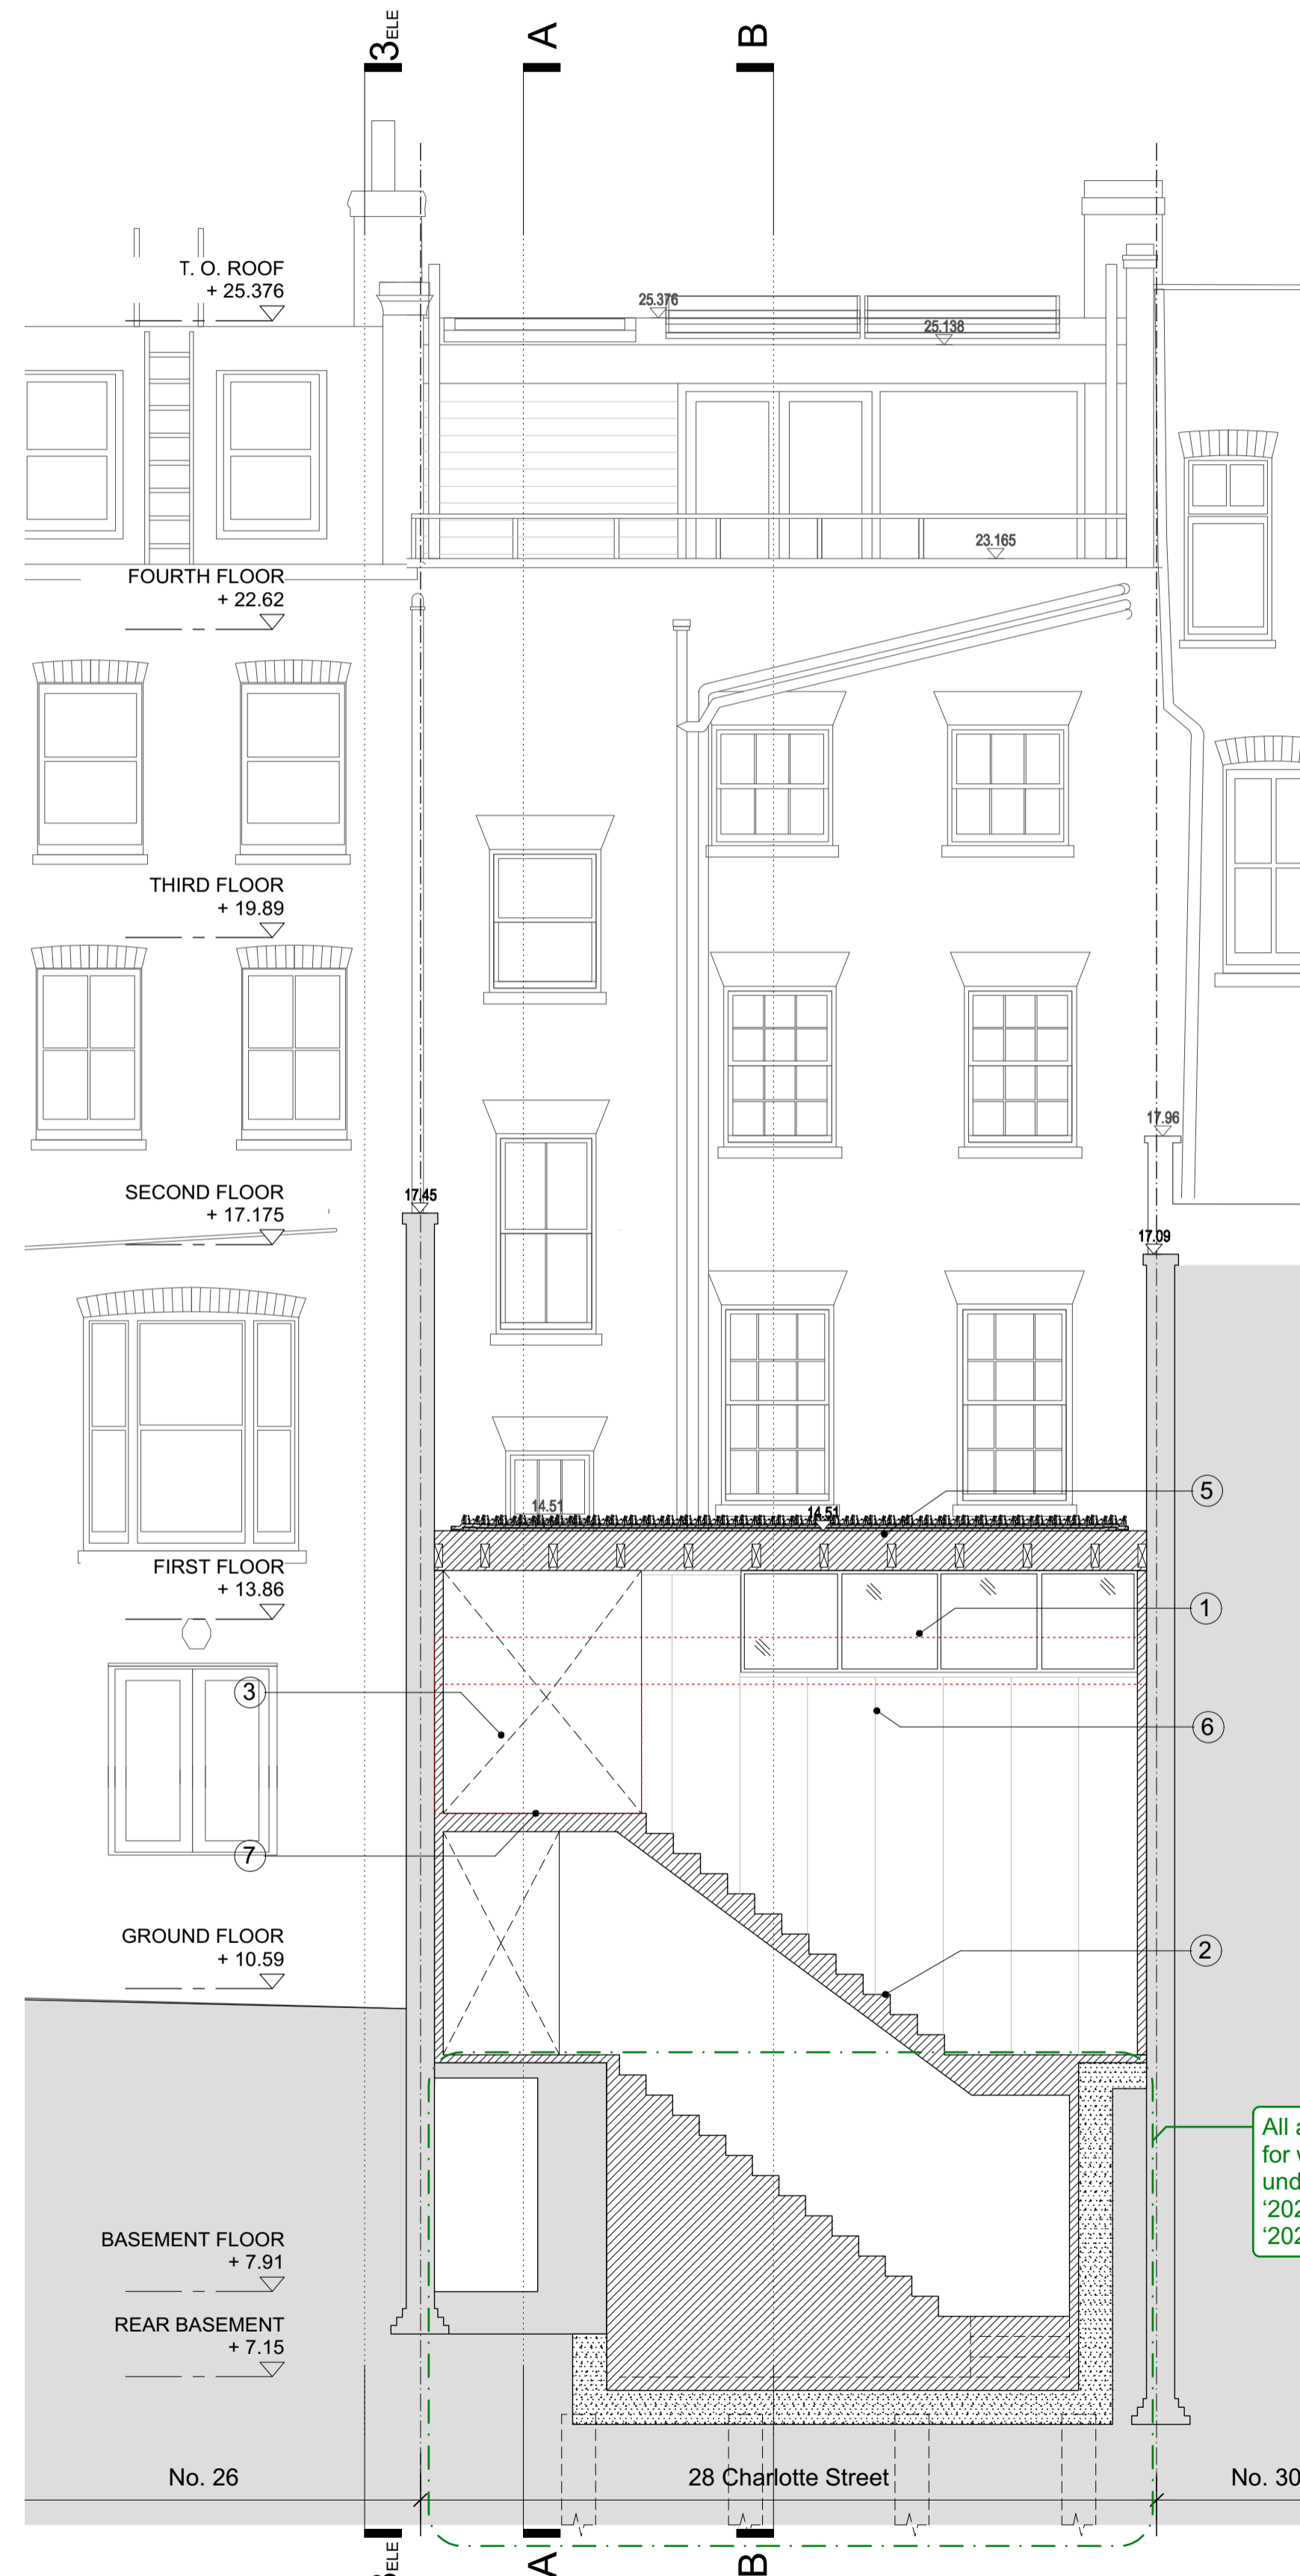 3ELE
A
B
T. O. ROOF
+ 25.376
25.376
25.138
23.165
FOURTH FLOOR
+ 22.62
THIRD FLOOR
+ 19.89
17.96
SECOND FLOOR
+ 17.175
17.45
17.09
5
14.51
14.51
FIRST FLOOR
+ 13.86
1
3
6
7
GROUND FLOOR
+ 10.59
2
All
for
‘202
‘202
BASEMENT FLOOR
+ 7.91
REAR BASEMENT
+ 7.15
No. 26
28 Charlotte Street
No. 30
ELE
A
B